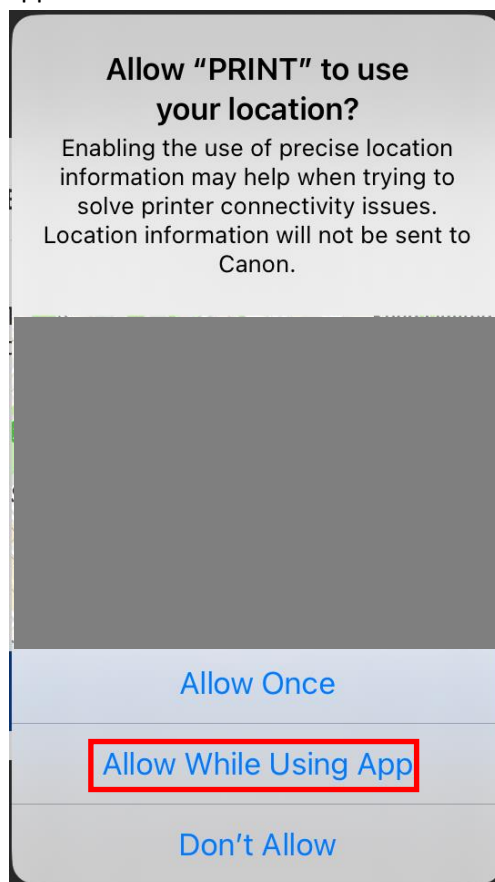 Allow “PRINT” to use
your location?
Enabling the use of precise location
information may help when trying to
solve printer connectivity issues.
Location information will not be sent to
Canon.
Allow Once
Allow While Using App
Don’t Allow